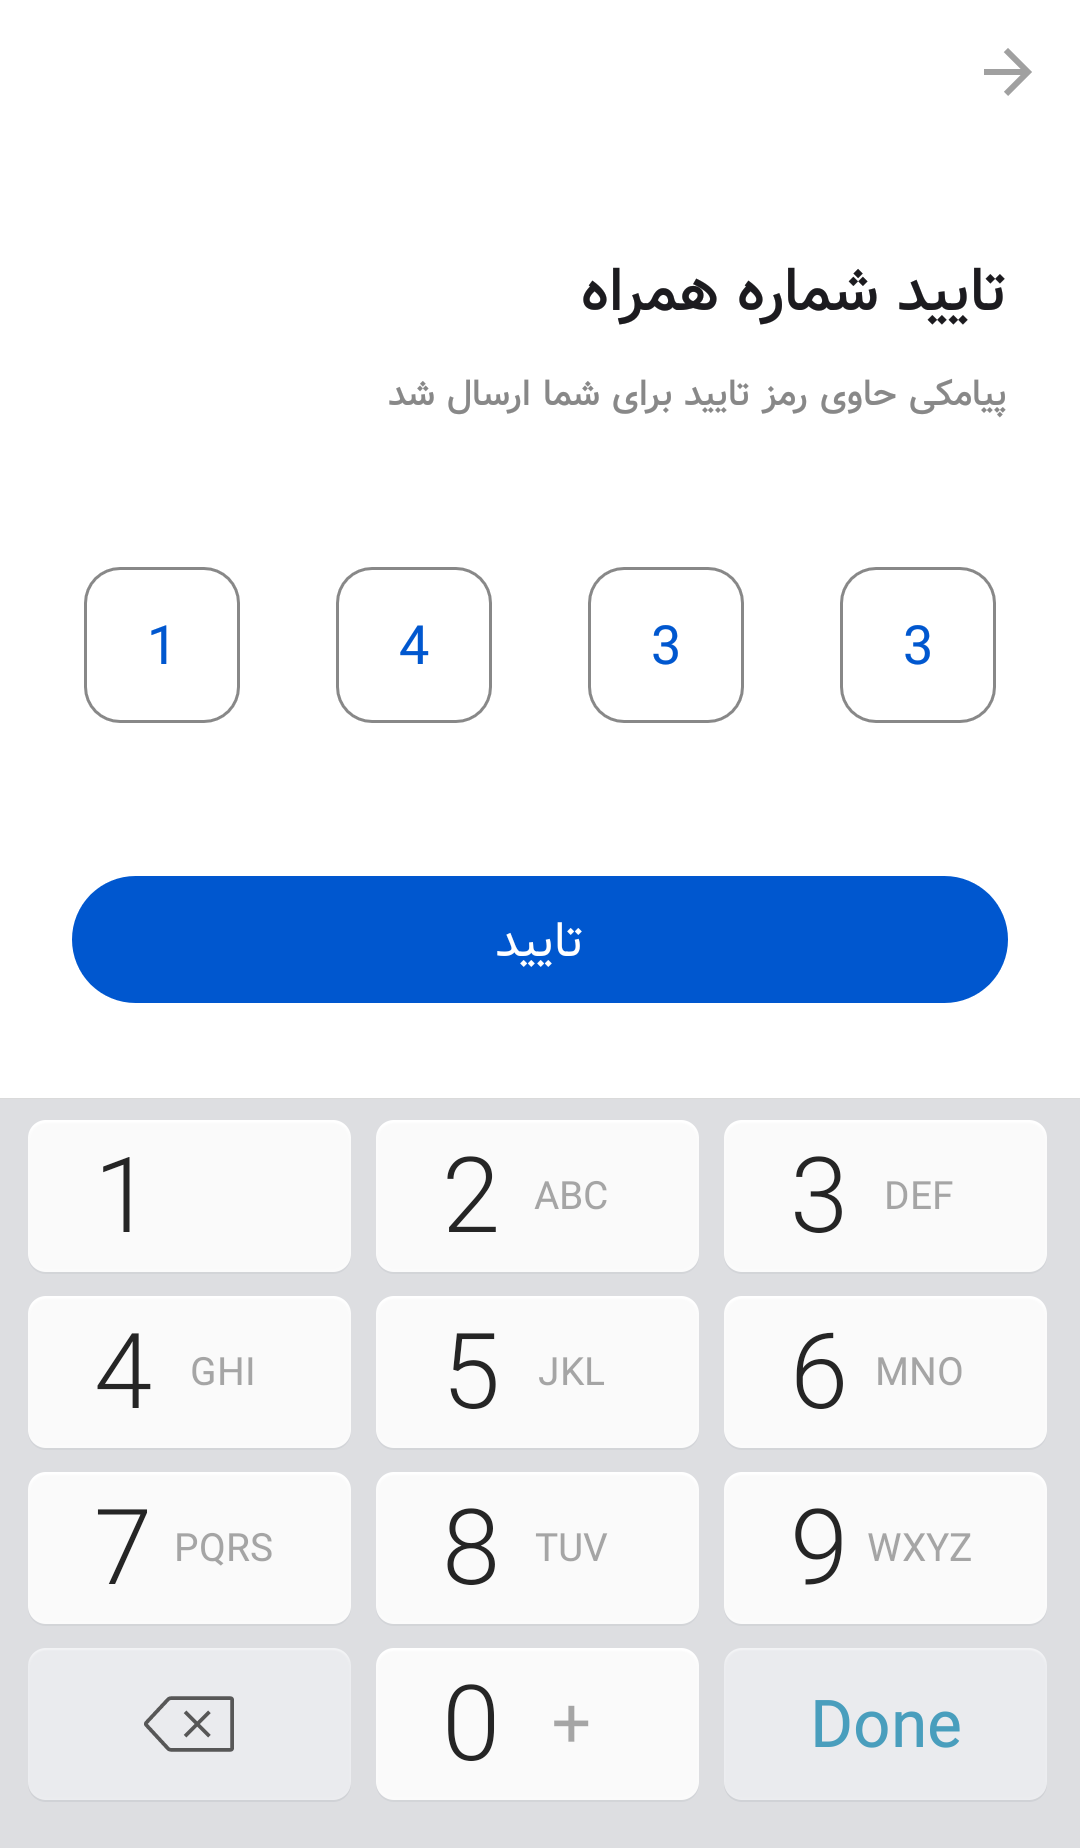 تایید شماره همراه
پیامکی حاوی رمز تایید برای شما ارسال شد
1 4 3 3
تایید
1 2 ABC 3 DEF
4 GHI 5 JKL 6 MNO
7 PQRS 8 TUV 9 WXYZ
0 + Done